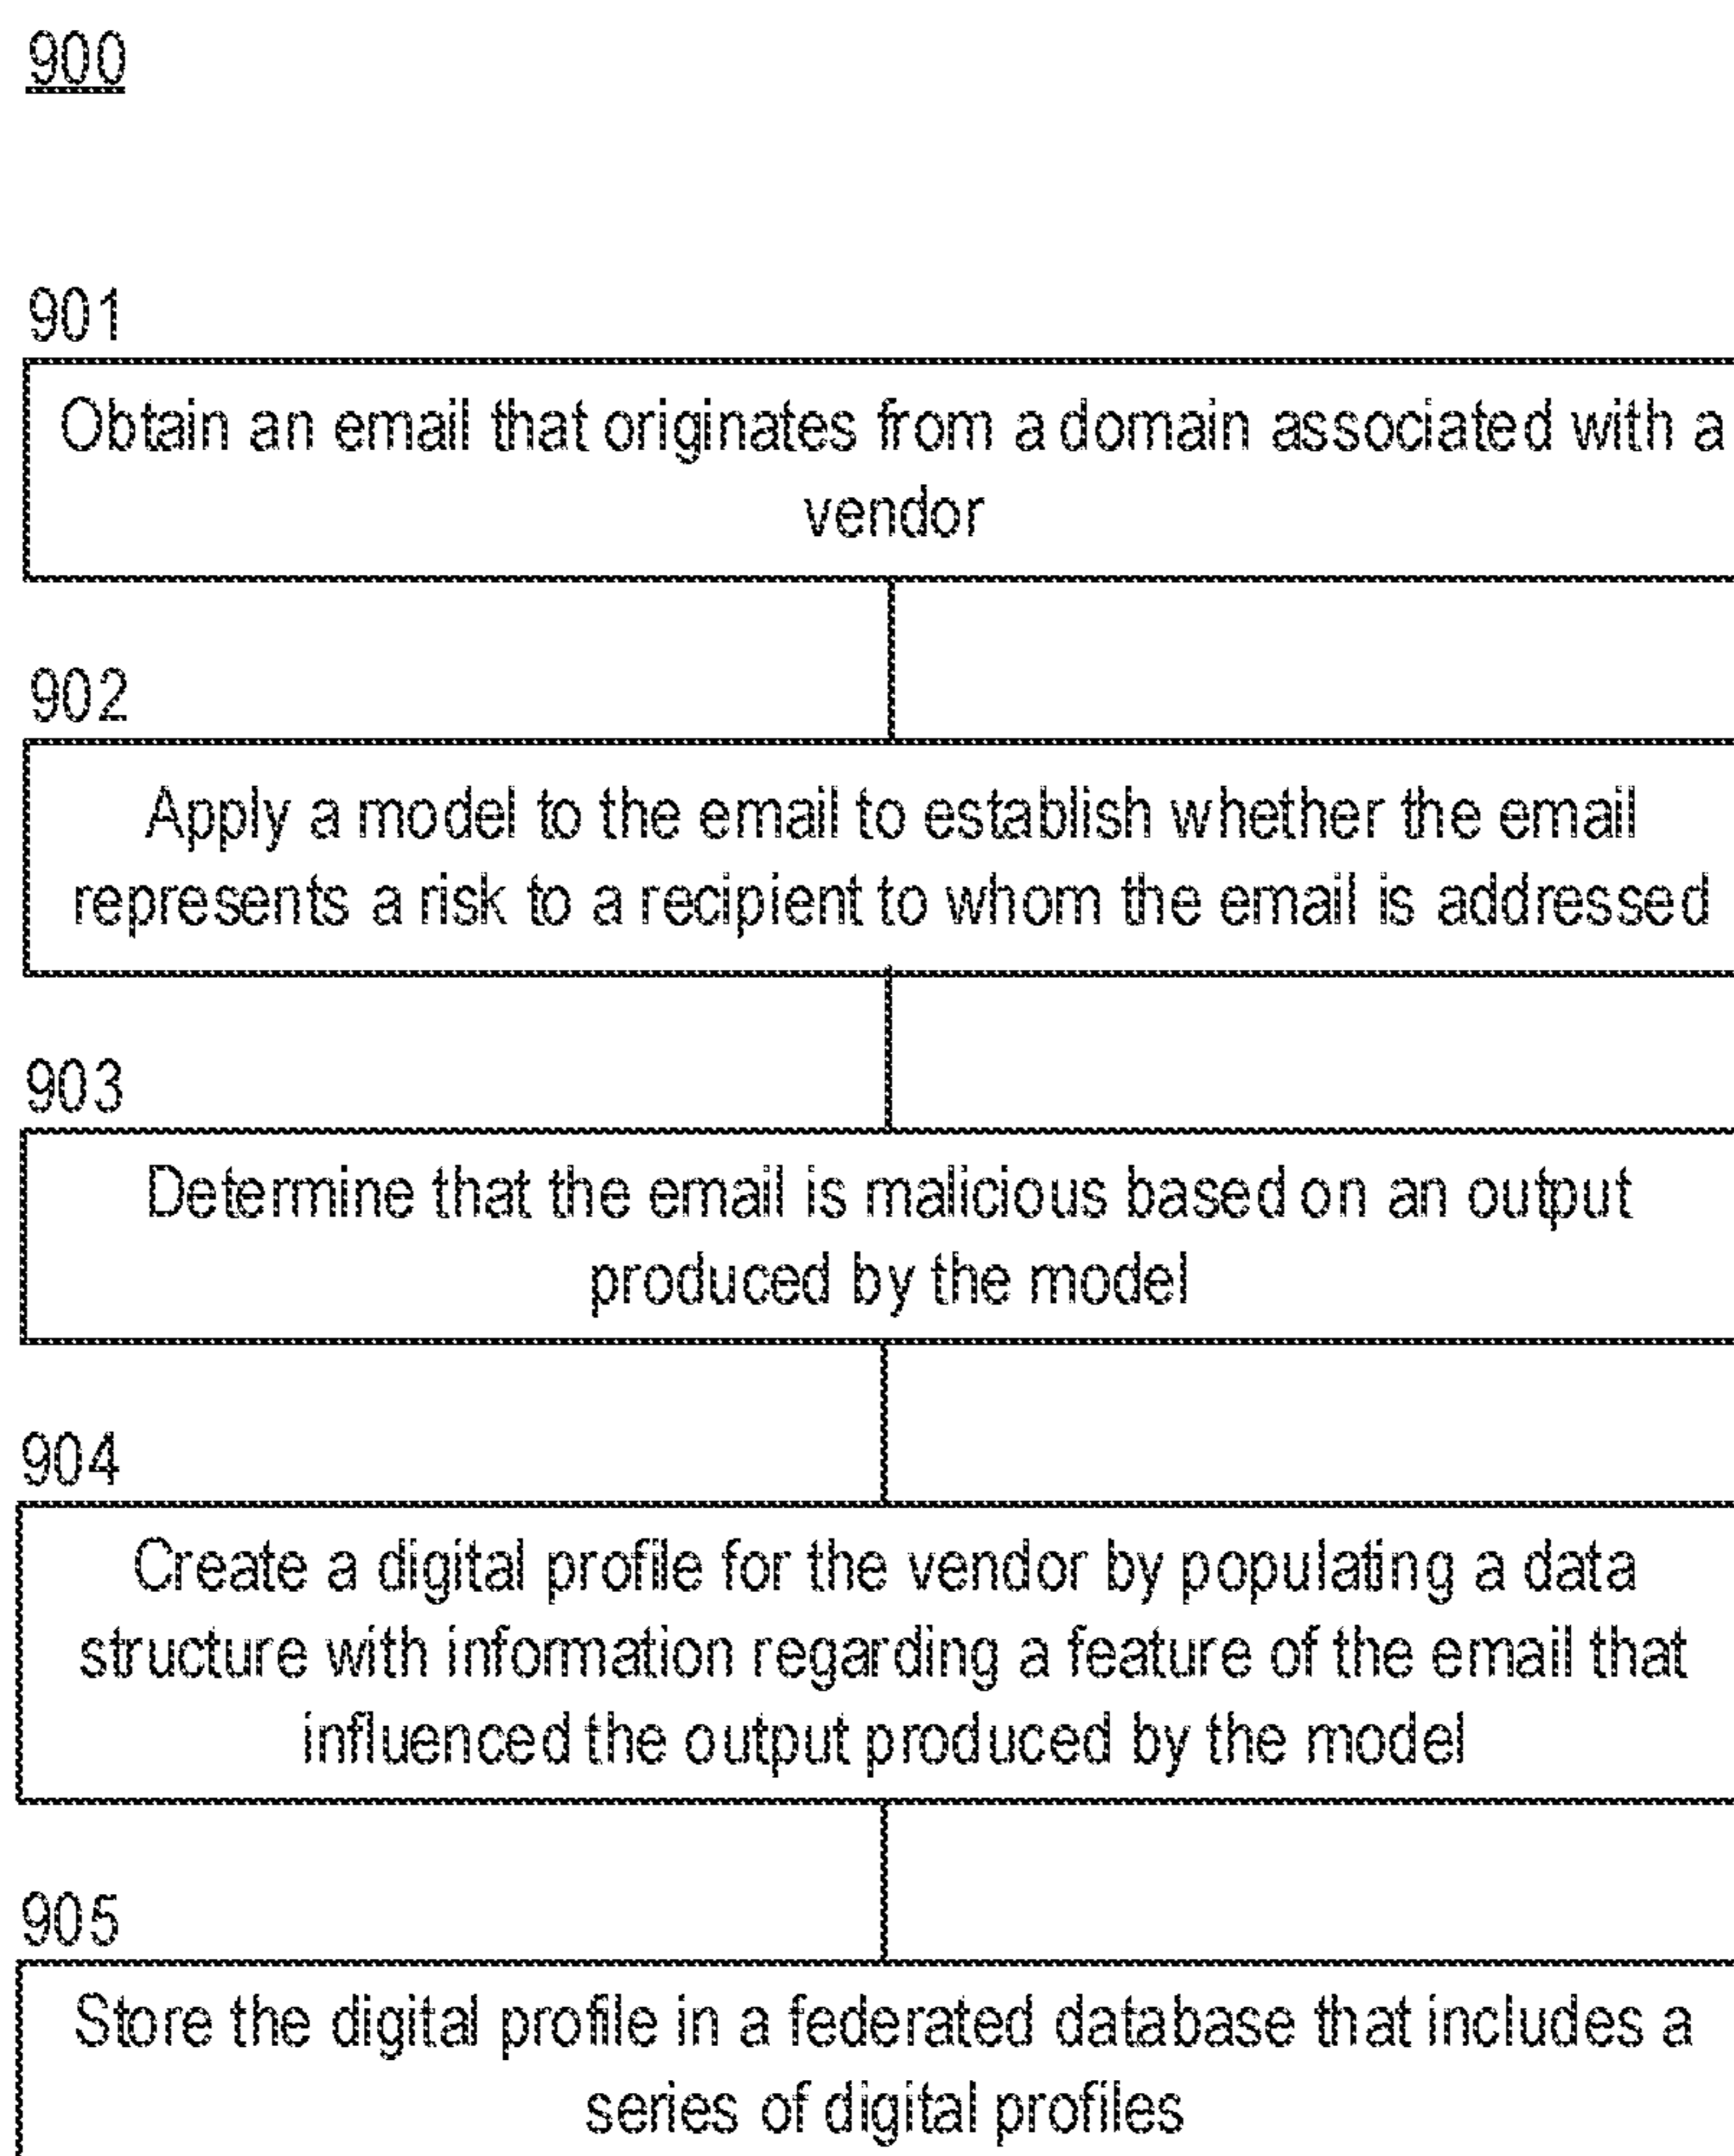 900
901
Obtain an email that originates from a domain associated with a
vendor
902
Apply a model to the email to establish whether the email
represents a risk to a recipient to whom the email is addressed
903
Determine that the email is malicious based on an output
produced by the model
904
Create a digital profile for the vendor by populating a data
structure with information regarding a feature of the email that
influenced the output produced by the model
905
Store the digital profile in a federated database that includes a
series of digital profiles